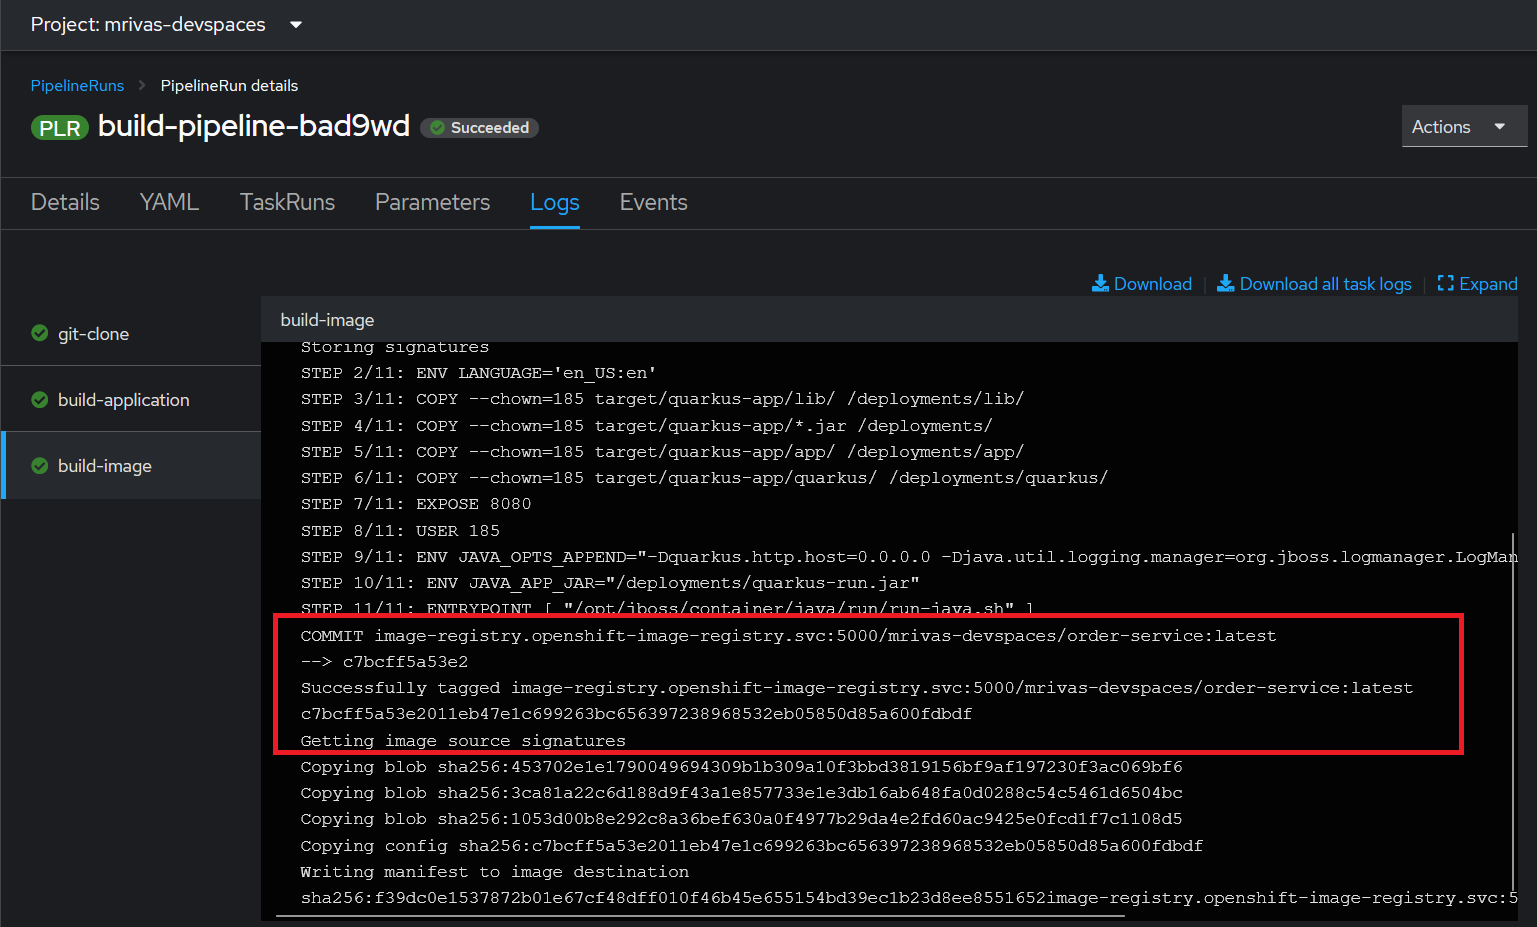 Project: mrivas-devspaces
PipelineRuns
PipelineRun details
PLR build-pipeline-bad9wd Succeeded
Actions
Details YAML TaskRuns Parameters Logs Events
Download Download all task logs Expand
git-clone
build-application
build-image
build-image
Storing signatures
STEP 2/11: ENV LANGUAGE='en_US:en'
STEP 3/11: COPY --chown=185 target/quarkus-app/lib/ /deployments/lib/
STEP 4/11: COPY --chown=185 target/quarkus-app/*.jar /deployments/
STEP 5/11: COPY --chown=185 target/quarkus-app/app/ /deployments/app/
STEP 6/11: COPY --chown=185 target/quarkus-app/quarkus/ /deployments/quarkus/
STEP 7/11: EXPOSE 8080
STEP 8/11: USER 185
STEP 9/11: ENV JAVA_OPTS_APPEND="-Dquarkus.http.host=0.0.0.0 -Djava.util.logging.manager=org.jboss.logmanager.LogMan
STEP 10/11: ENV JAVA_APP_JAR="/deployments/quarkus-run.jar"
STEP 11/11: ENTRYPOINT [ "/opt/jboss/container/java/run/run-java.sh" ]
COMMIT image-registry.openshift-image-registry.svc:5000/mrivas-devspaces/order-service:latest
--> c7bcff5a53e2
Successfully tagged image-registry.openshift-image-registry.svc:5000/mrivas-devspaces/order-service:latest
c7bcff5a53e2011eb47e1c699263bc656397238968532eb05850d85a600fdbdf
Getting image source signatures
Copying blob sha256:453702e1e1790049694309b1b309a10f3bbd3819156bf9af197230f3ac069bf6
Copying blob sha256:3ca81a22c6d188d9f43a1e857733e1e3db16ab648fa0d0288c54c5461d6504bc
Copying blob sha256:1053d00b8e292c8a36bef630a0f4977b29da4e2fd60ac9425e0fcd1f7c1108d5
Copying config sha256:c7bcff5a53e2011eb47e1c699263bc656397238968532eb05850d85a600fdbdf
Writing manifest to image destination
sha256:f39dc0e1537872b01e67cf48dff010f46b45e655154bd39ec1b23d8ee8551652image-registry.openshift-image-registry.svc:5